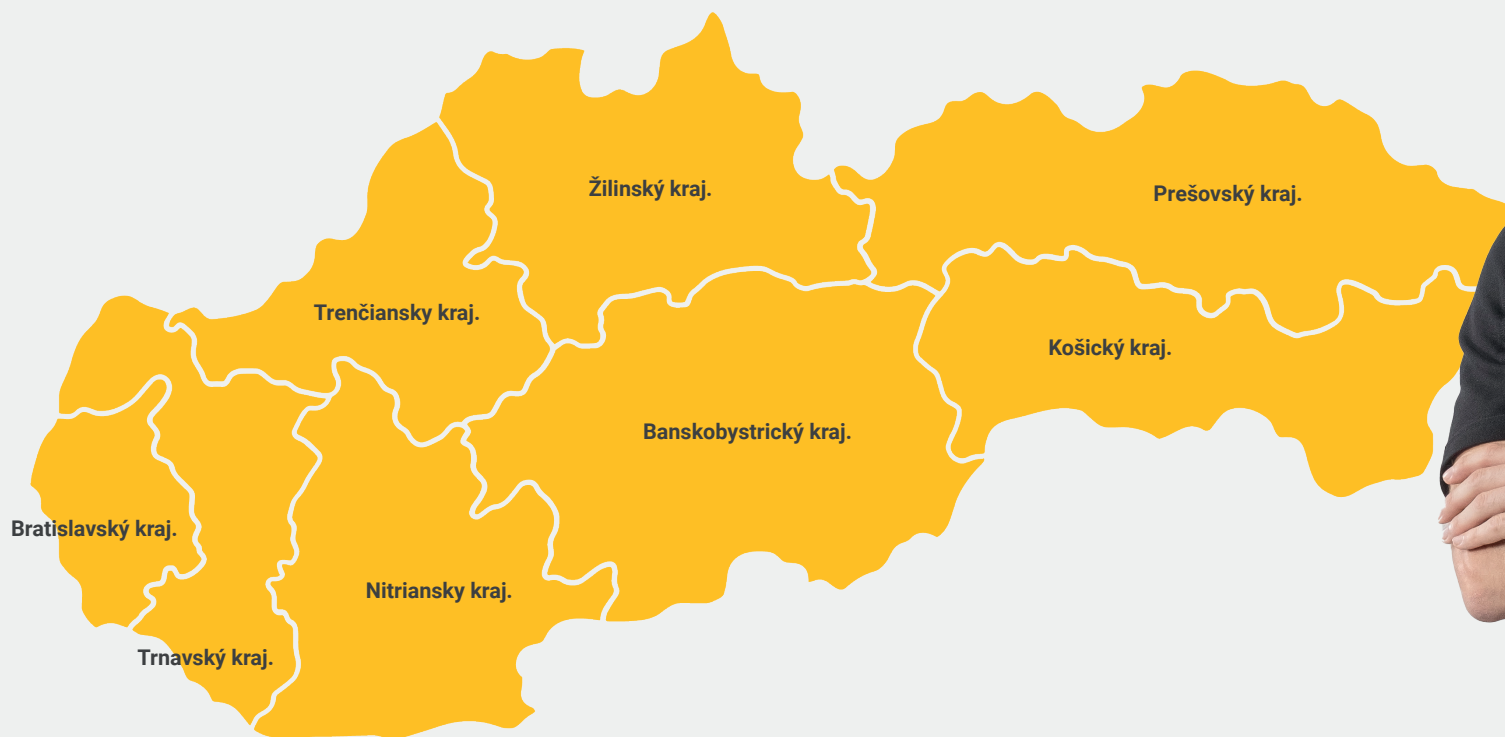 Žilinský kraj.
Prešovský kraj.
Trenčiansky kraj.
Košický kraj.
Banskobystrický kraj.
Bratislavský kraj.
Nitriansky kraj.
Trnavský kraj.